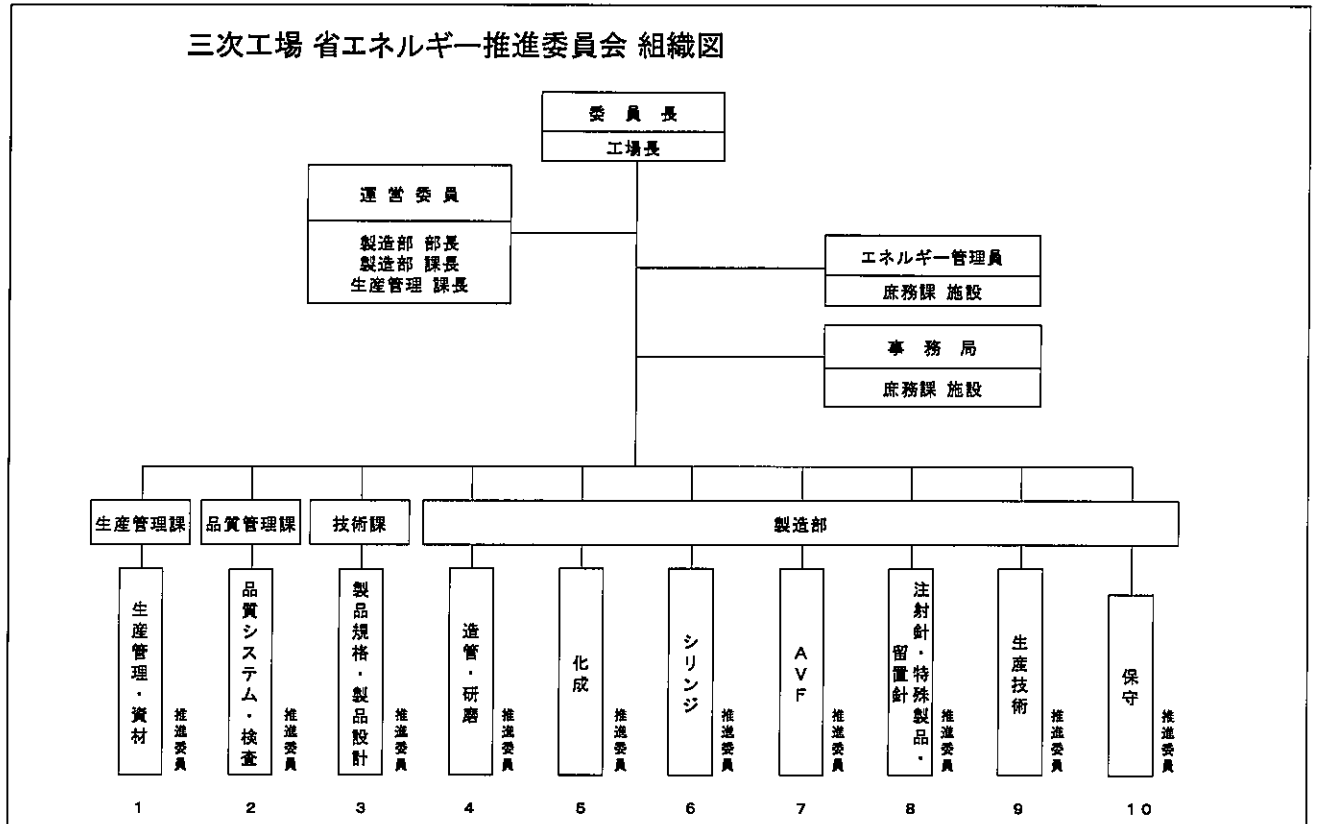 三次工場 省エネルギー推進委員会 組織図
委 員 長
工場長
運 営 委 員
製造部 部長
製造部 課長
生産管理 課長
エネルギー管理員
庶務課 施設
事 務 局
庶務課 施設
生産管理課
品質管理課
技術課
製造部
生産管理・資材
推進委員
品質システム・検査
推進委員
製品規格・製品設計
推進委員
造管・研磨
推進委員
化成
推進委員
シリンジ
推進委員
AVF
推進委員
注射針・特殊製品・
留置針
推進委員
生産技術
推進委員
保守
推進委員
1
2
3
4
5
6
7
8
9
10